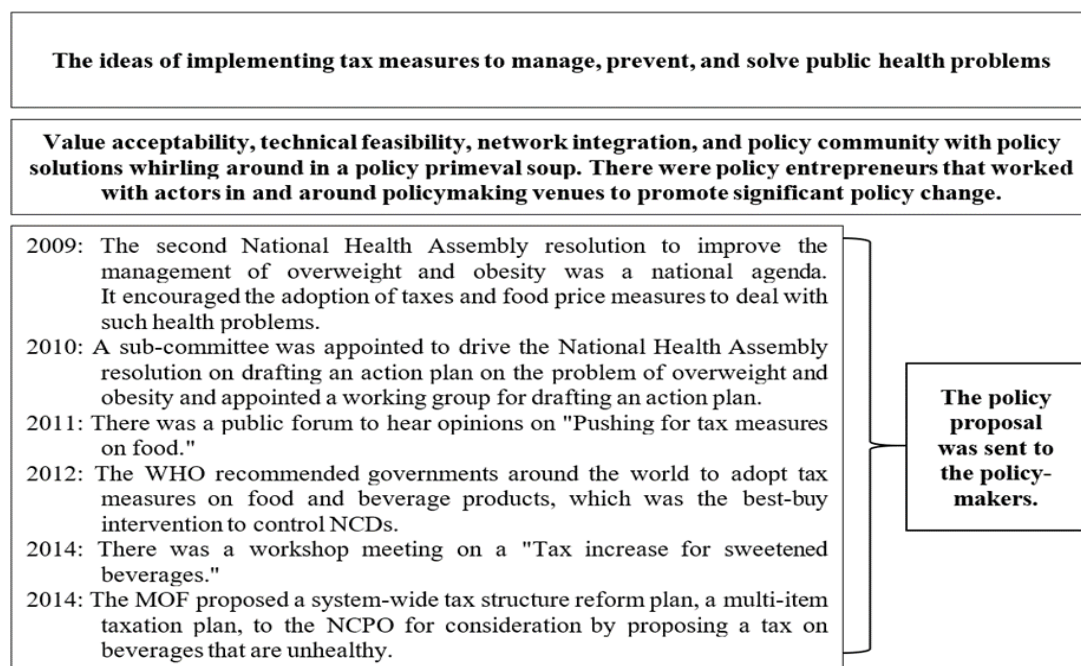 The ideas of implementing tax measures to manage, prevent, and solve public health problems
Value acceptability, technical feasibility, network integration, and policy community with policy
solutions whirling around in a policy primeval soup. There were policy entrepreneurs that worked
with actors in and around policymaking venues to promote significant policy change.
2009: The second National Health Assembly resolution to improve the
management of overweight and obesity was a national agenda.
It encouraged the adoption of taxes and food price measures to deal with
such health problems.
2010: A sub-committee was appointed to drive the National Health Assembly
resolution on drafting an action plan on the problem of overweight and
obesity and appointed a working group for drafting an action plan.
2011: There was a public forum to hear opinions on "Pushing for tax measures
on food."
2012: The WHO recommended governments around the world to adopt tax
measures on food and beverage products, which was the best-buy
intervention to control NCDs.
2014: There was a workshop meeting on a "Tax increase for sweetened
beverages."
2014: The MOF proposed a system-wide tax structure reform plan, a multi-item
taxation plan, to the NCPO for consideration by proposing a tax on
beverages that are unhealthy.
The policy
proposal
was sent to
the policy-
makers.